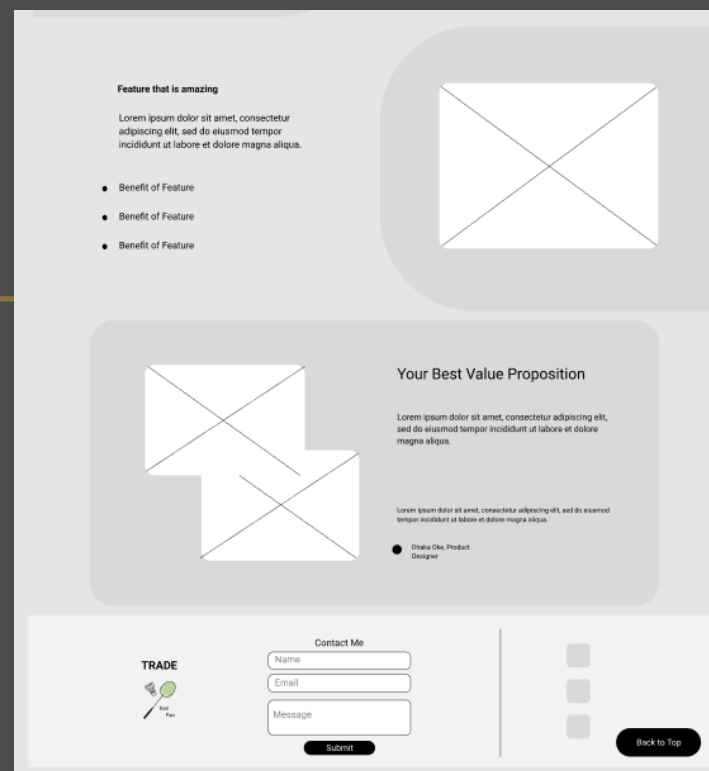 Feature that is amazing
Lorem ipsum dolor sit amet, consectetur
adipiscing elit, sed do eiusmod tempor
incididunt ut labore et dolore magna aliqua.
Benefit of Feature
Benefit of Feature
Benefit of Feature
Your Best Value Proposition
Lorem ipsum dolor sit amet, consectetur adipiscing elit,
sed do eiusmod tempor incididunt ut labore et dolore
magna aliqua.
Lorem ipsum dolor sit amet, consectetur adipiscing elit, sed do eiusmod
tempor incididunt ut labore et dolore magna aliqua.
Dhaka Oke, Product
Designer
TRADE
Contact Me
Name
Email
Message
Submit
Back to Top